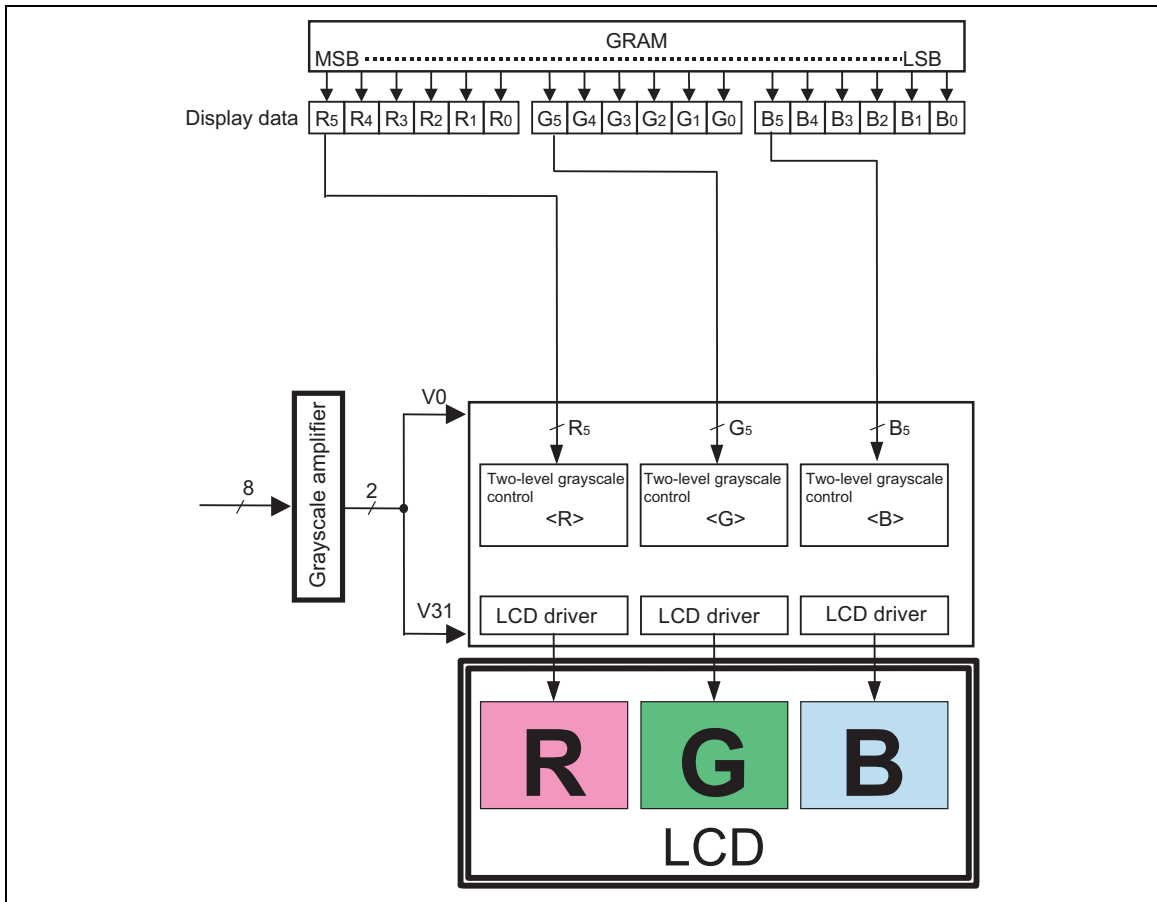 GRAM
MSB LSB
Display data R5 R4 R3 R2 R1 R0 G5 G4 G3 G2 G1 G0 B5 B4 B3 B2 B1 B0
V0
R5 G5 B5
8
Grayscale amplifier
2
Two-level grayscale
control
<R>
Two-level grayscale
control
<G>
Two-level grayscale
control
<B>
V31
LCD driver LCD driver LCD driver
R G B
LCD